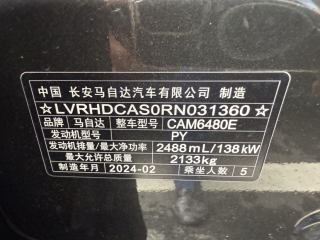 中国 长安马自达汽车有限公司 制造
☆LVRHDCAS0RN031360☆
品牌 马自达 整车型号 CAM6480E
发动机型号 PY
发动机排量/最大净功率 2488mL/138kW
最大允许总质量 2133kg
制造年月 2024-02 乘坐人数 5